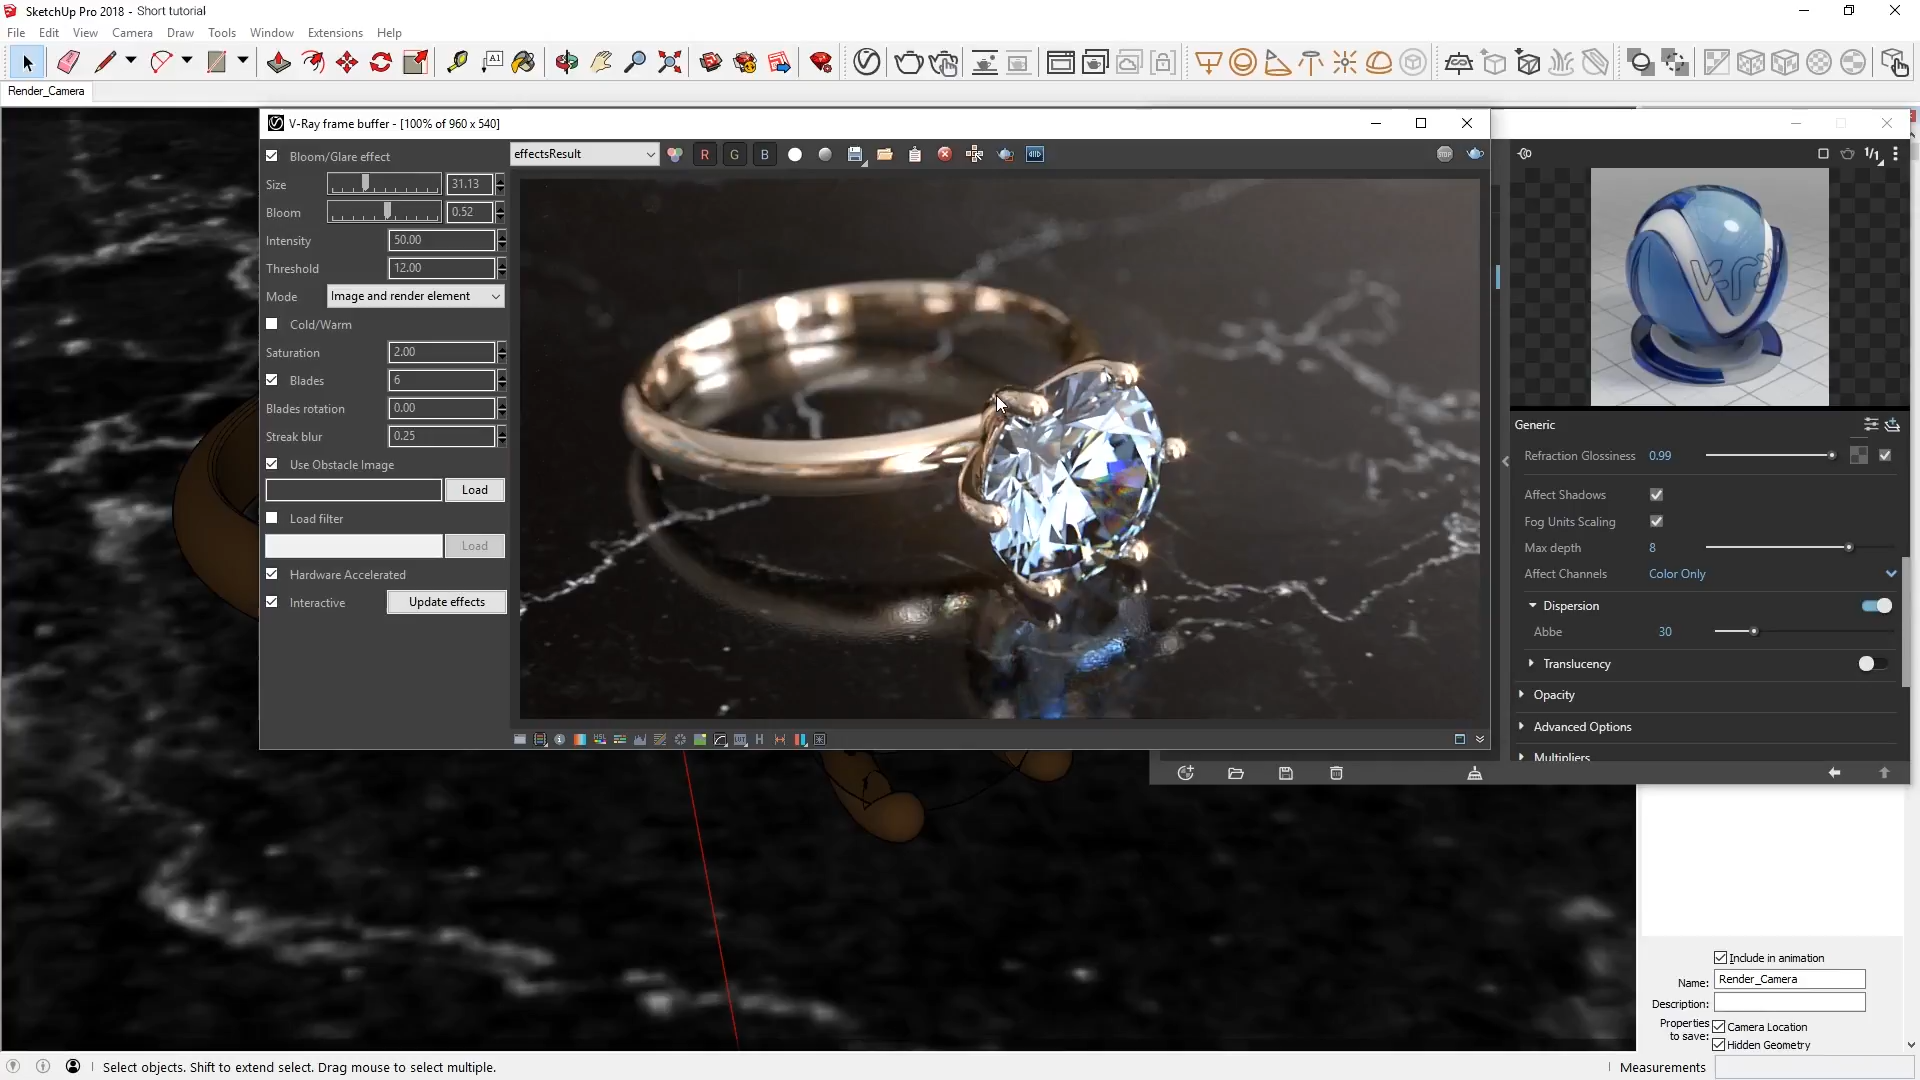 SketchUp Pro 2018 - Short tutorial
File Edit View Camera Draw Tools Window Extensions Help
Render_Camera
V-Ray frame buffer - [100% of 960 x 540]
Bloom/Glare effect
effectsResult
R G B
Size 31.13
Bloom 0.52
Intensity 50.00
Threshold 12.00
Mode Image and render element
Cold/Warm
Saturation 2.00
Blades 6
Blades rotation 0.00
Streak blur 0.25
Use Obstacle Image
Load
Load filter
Load
Hardware Accelerated
Interactive Update effects
1/1
Generic
Refraction Glossiness 0.99
Affect Shadows
Fog Units Scaling
Max depth 8
Affect Channels Color Only
Dispersion
Abbe 30
Translucency
Opacity
Advanced Options
Multipliers
Include in animation
Name: Render_Camera
Description:
Properties to save:
Camera Location
Hidden Geometry
Select objects. Shift to extend select. Drag mouse to select multiple.
Measurements